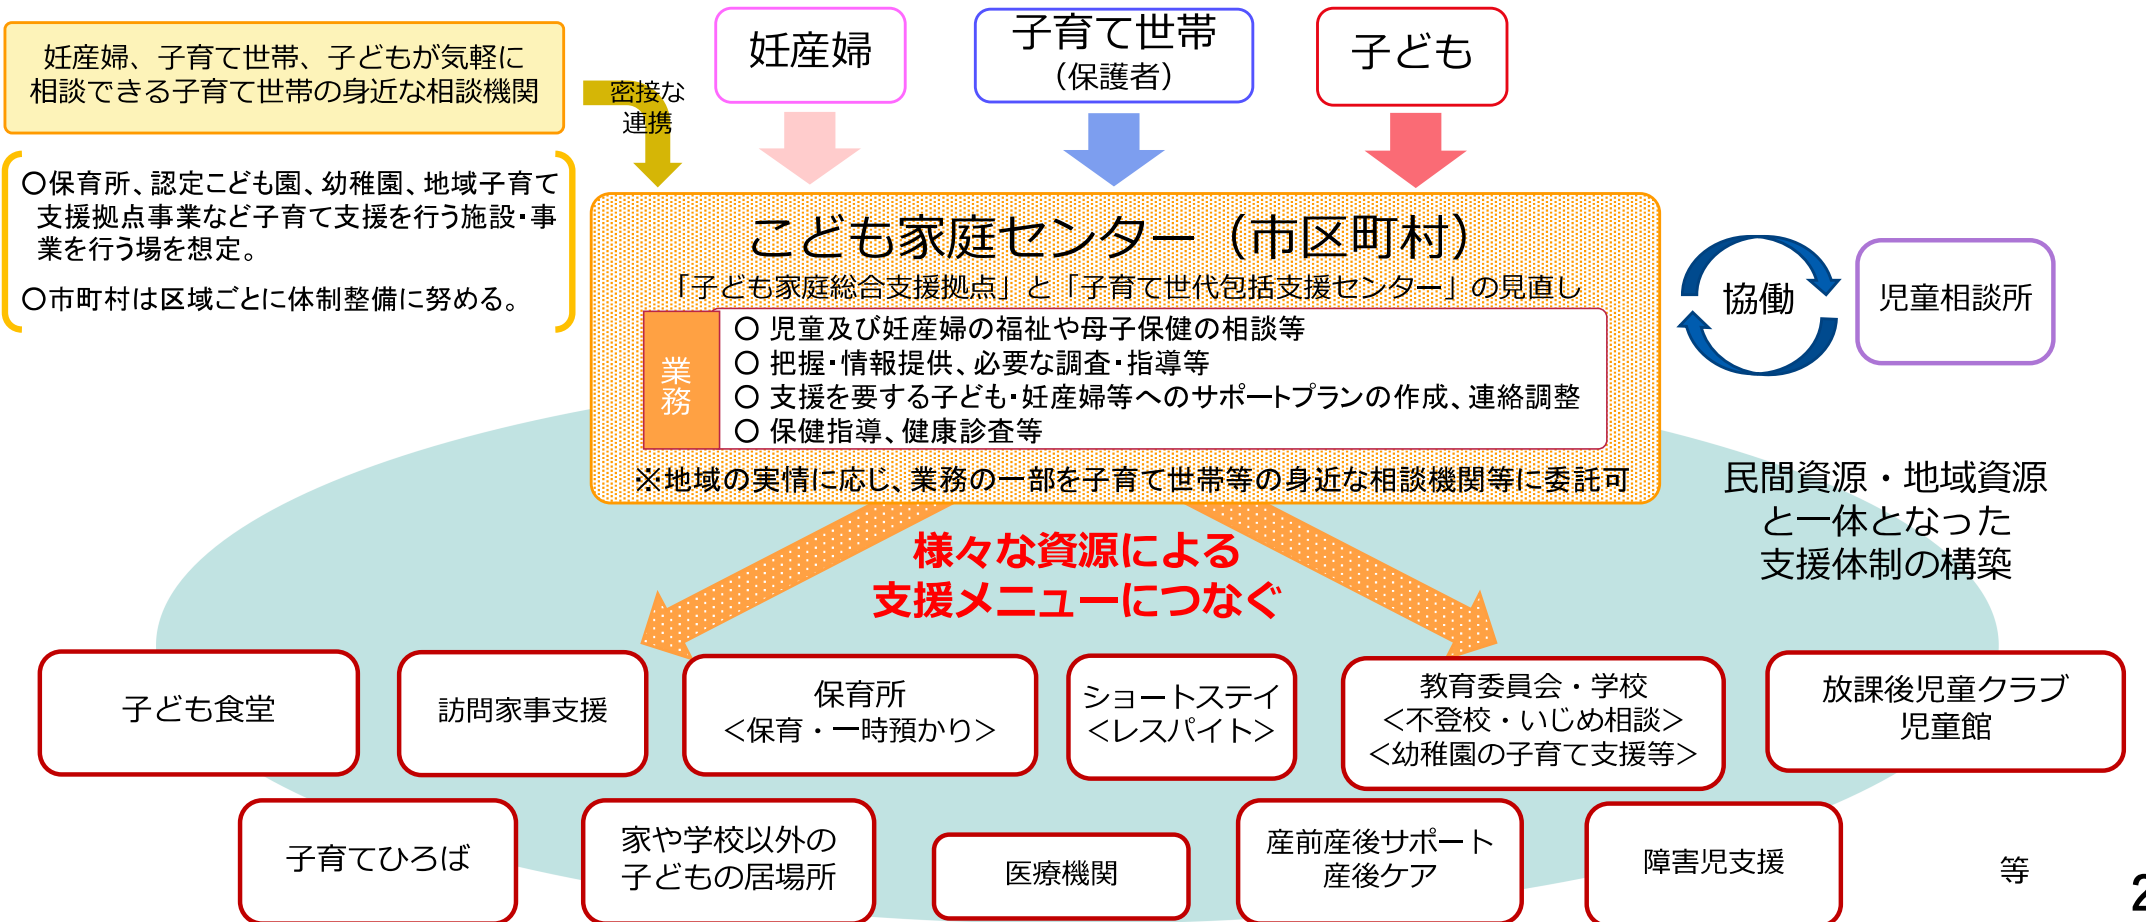 妊産婦、子育て世帯、子どもが気軽に
相談できる子育て世帯の身近な相談機関
密接な
連携
妊産婦
子育て世帯
（保護者）
子ども
〇保育所、認定こども園、幼稚園、地域子育て
支援拠点事業など子育て支援を行う施設・事
業を行う場を想定。
〇市町村は区域ごとに体制整備に努める。
こども家庭センター（市区町村）
「子ども家庭総合支援拠点」と「子育て世代包括支援センター」の見直し
業
務
〇 児童及び妊産婦の福祉や母子保健の相談等
〇 把握・情報提供、必要な調査・指導等
〇 支援を要する子ども・妊産婦等へのサポートプランの作成、連絡調整
〇 保健指導、健康診査等
※地域の実情に応じ、業務の一部を子育て世帯等の身近な相談機関等に委託可
協働
児童相談所
民間資源・地域資源
と一体となった
支援体制の構築
様々な資源による
支援メニューにつなぐ
子ども食堂
訪問家事支援
保育所
＜保育・一時預かり＞
ショートステイ
＜レスパイト＞
教育委員会・学校
＜不登校・いじめ相談＞
＜幼稚園の子育て支援等＞
放課後児童クラブ
児童館
子育てひろば
家や学校以外の
子どもの居場所
医療機関
産前産後サポート
産後ケア
障害児支援
等
2